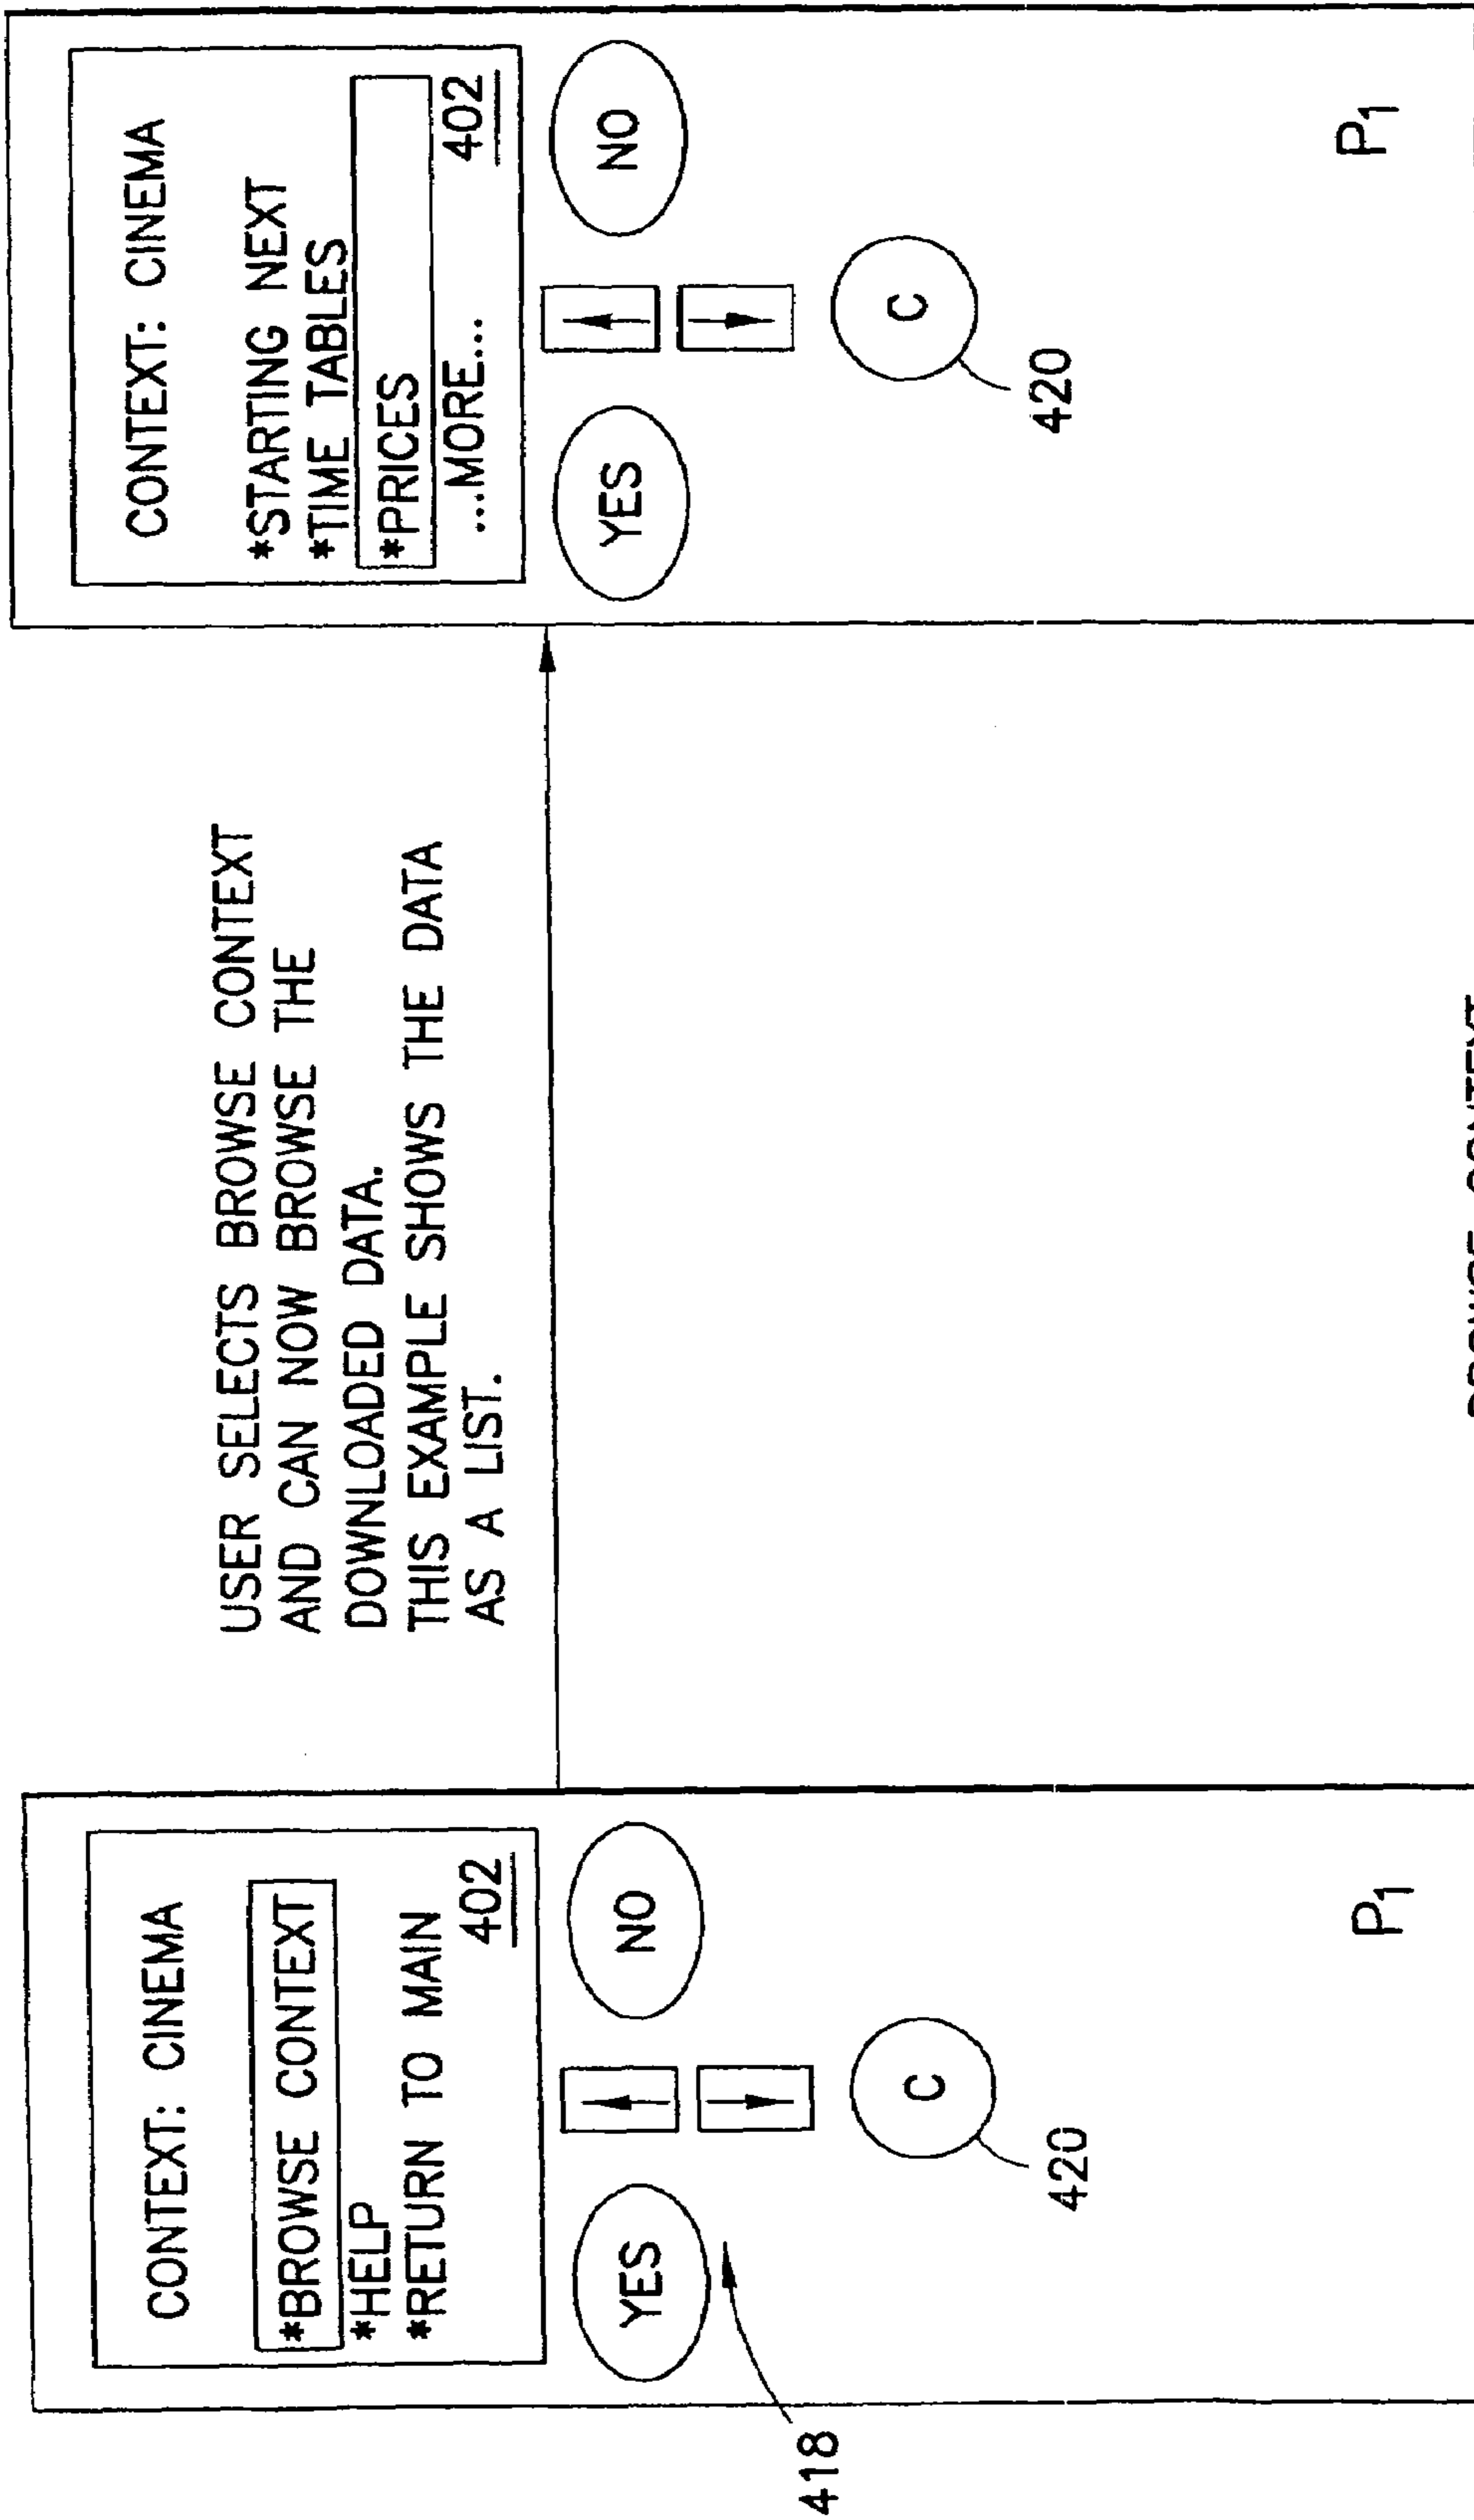 CONTEXT: CINEMA
*BROWSE CONTEXT
*HELP
*RETURN TO MAIN
402
YES
NO
C
418
420
P1
USER SELECTS BROWSE CONTEXT
AND CAN NOW BROWSE THE
DOWNLOADED DATA.
THIS EXAMPLE SHOWS THE DATA
AS A LIST.
CONTEXT: CINEMA
*STARTING NEXT
*TIME TABLES
*PRICES
...MORE...
402
YES
NO
C
420
P1
BROWSE CONTEXT